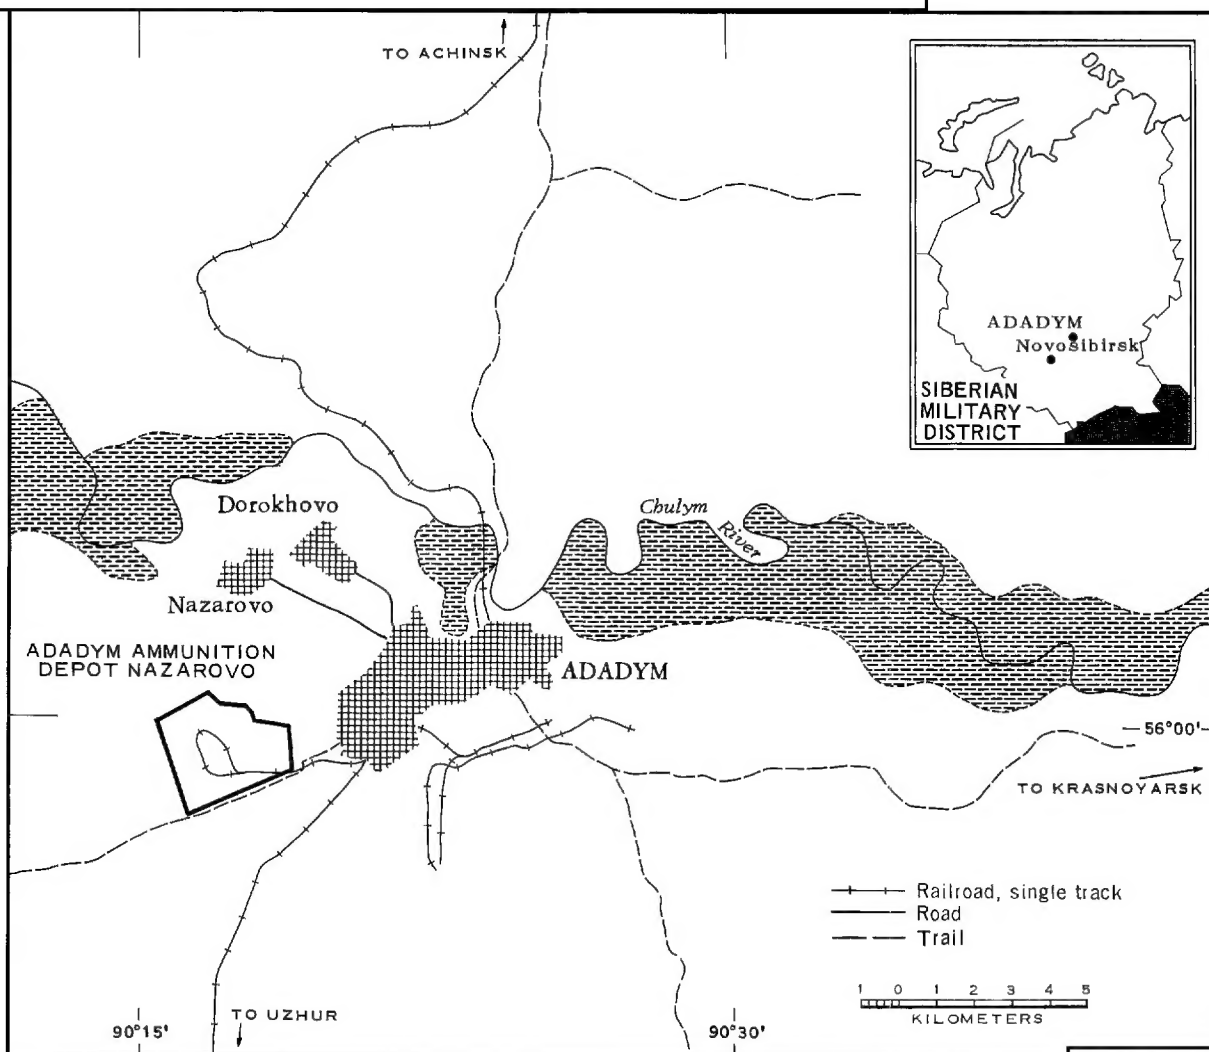 TO ACHINSK
ADADYM
Novosibirsk
SIBERIAN
MILITARY
DISTRICT
Chulym
River
Dorokhovo
Nazarovo
ADADYM AMMUNITION
DEPOT NAZAROVO
ADADYM
56°00'
TO KRASNOYARSK
Railroad, single track
Road
Trail
1 0 1 2 3 4 5
KILOMETERS
TO UZHUR
90°15'
90°30'